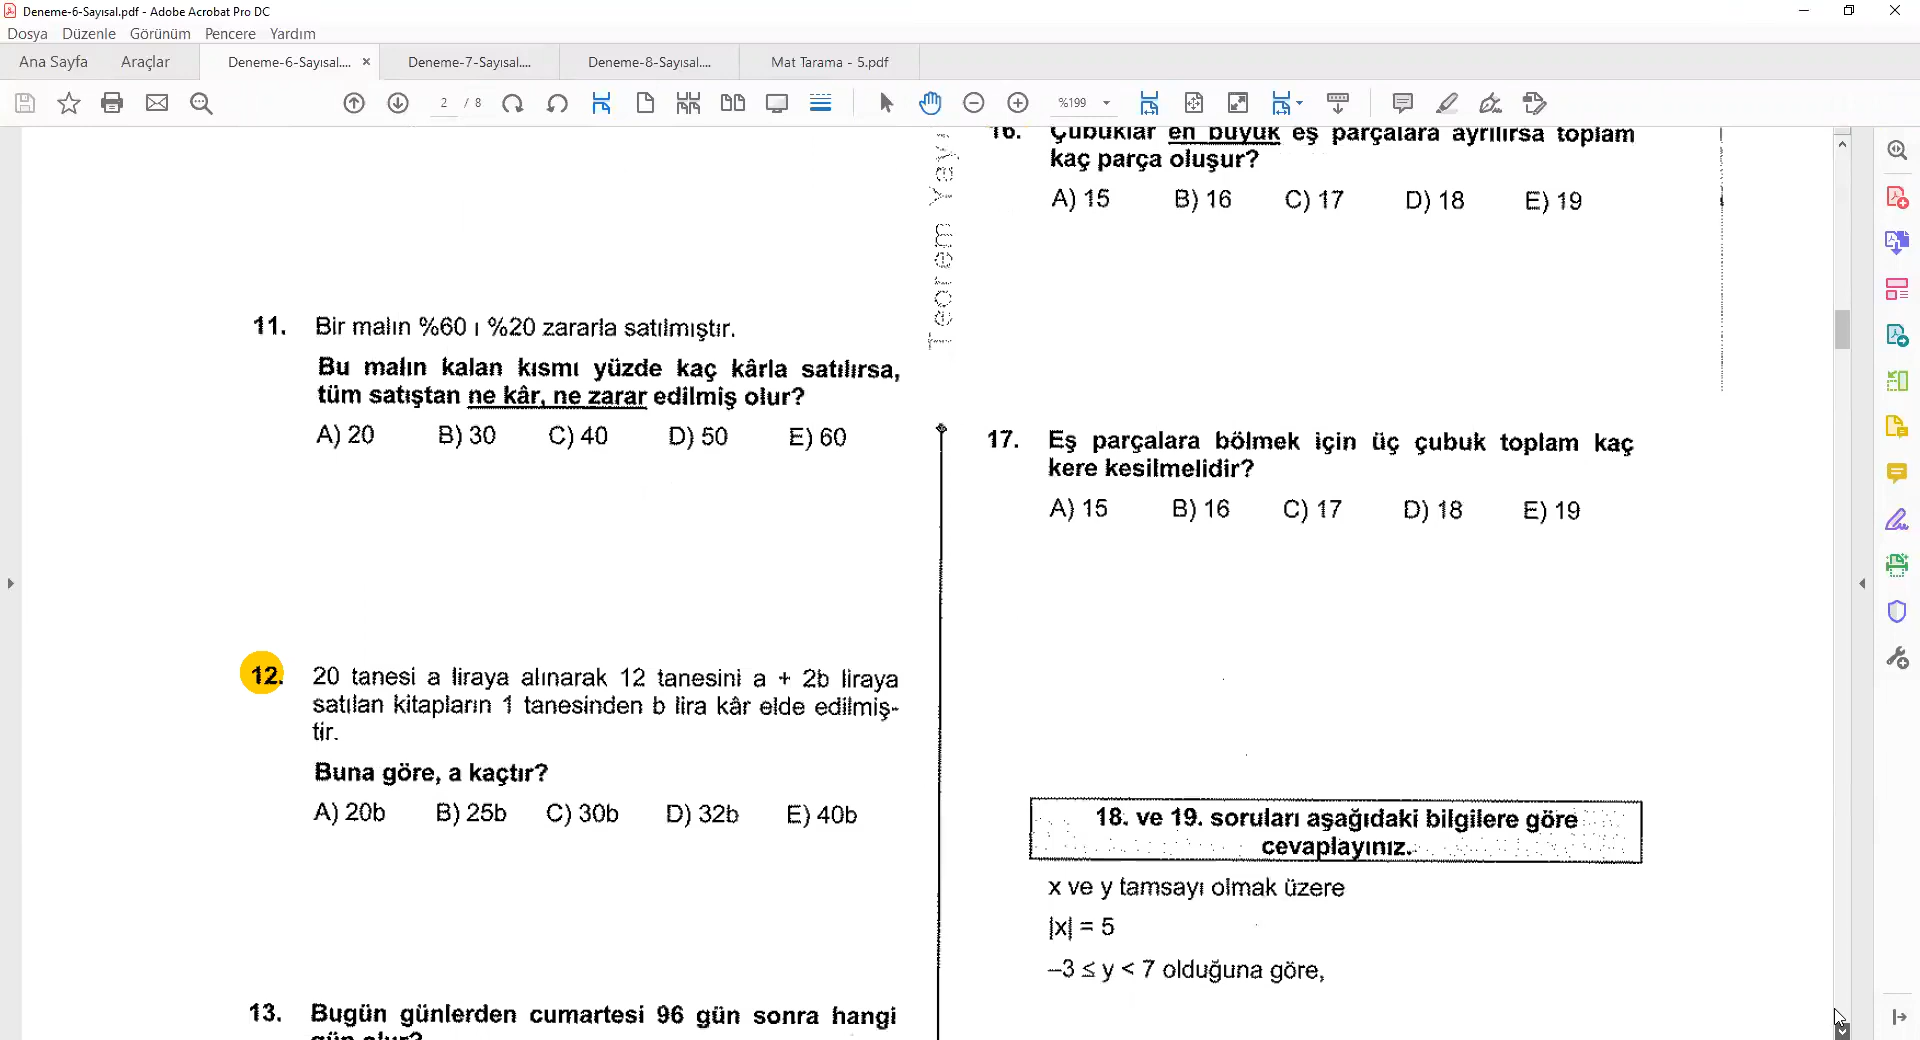 Deneme-6-Sayısal.pdf - Adobe Acrobat Pro DC
Dosya Düzenle Görünüm Pencere Yardım
Ana Sayfa Araçlar Deneme-6-Sayısal.... × Deneme-7-Sayısal.... Deneme-8-Sayısal.... Mat Tarama - 5.pdf
2 / 8 %199
11. Bir malın %60 ı %20 zararla satılmıştır.
Bu malın kalan kısmı yüzde kaç kârla satılırsa,
tüm satıştan ne kâr, ne zarar edilmiş olur?
A) 20 B) 30 C) 40 D) 50 E) 60
12. 20 tanesi a liraya alınarak 12 tanesini a + 2b liraya
satılan kitapların 1 tanesinden b lira kâr elde edilmiş-
tir.
Buna göre, a kaçtır?
A) 20b B) 25b C) 30b D) 32b E) 40b
13. Bugün günlerden cumartesi 96 gün sonra hangi
gün olur?
Teorem Yayı
16. Çubuklar en büyük eş parçalara ayrılırsa toplam
kaç parça oluşur?
A) 15 B) 16 C) 17 D) 18 E) 19
17. Eş parçalara bölmek için üç çubuk toplam kaç
kere kesilmelidir?
A) 15 B) 16 C) 17 D) 18 E) 19
18. ve 19. soruları aşağıdaki bilgilere göre
cevaplayınız.
x ve y tamsayı olmak üzere
|x| = 5
–3 ≤ y < 7 olduğuna göre,